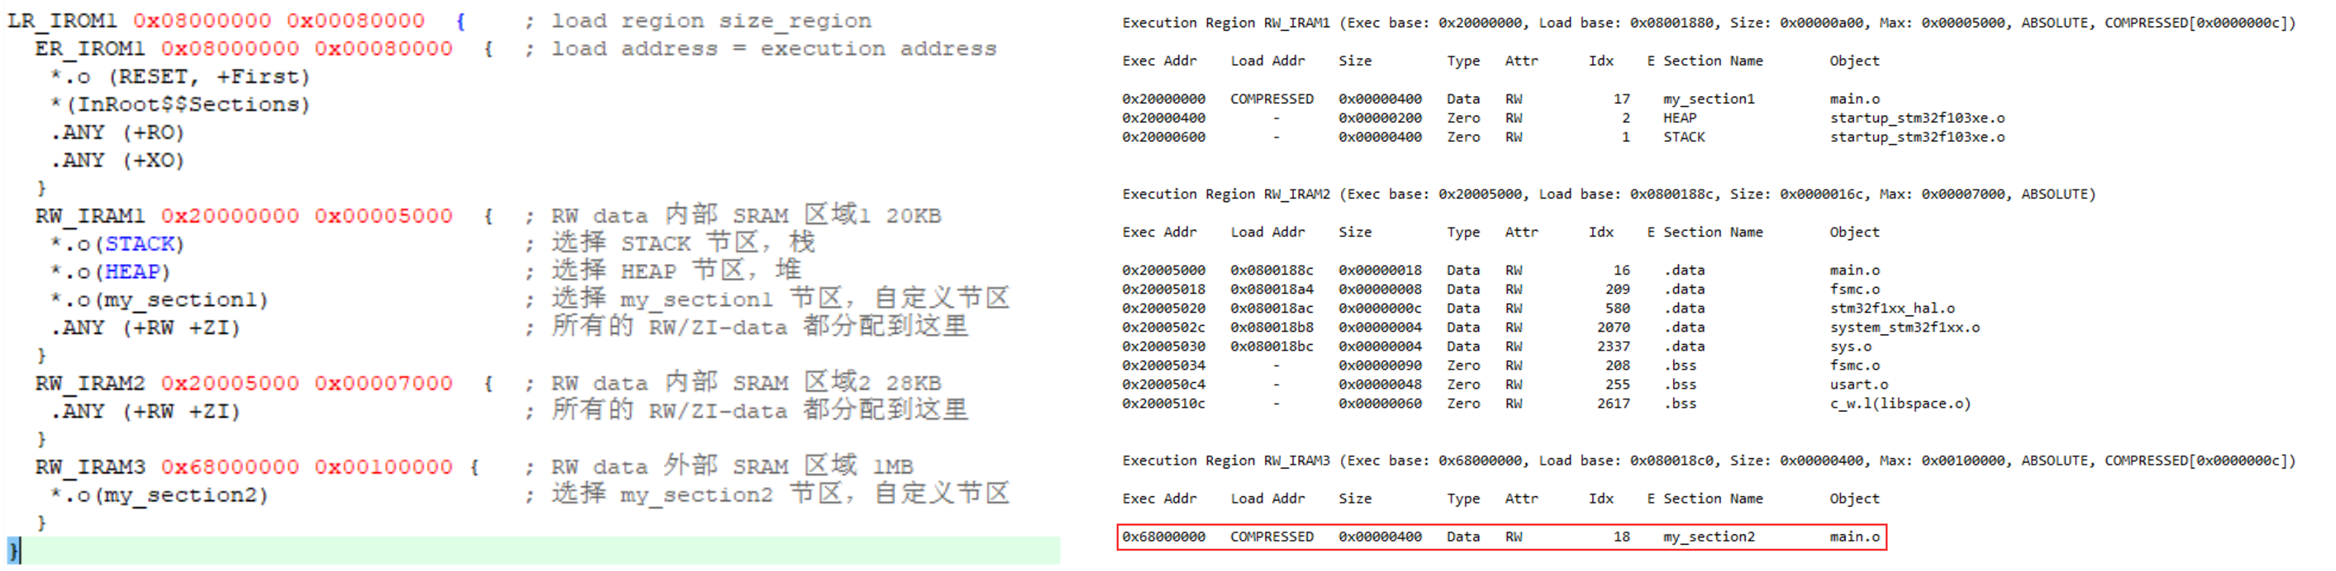 LR_IROM1 0x08000000 0x00080000 { ; load region size_region
ER_IROM1 0x08000000 0x00080000 { ; load address = execution address
*.o (RESET, +First)
*(InRoot$$Sections)
.ANY (+RO)
.ANY (+XO)
}
RW_IRAM1 0x20000000 0x00005000 { ; RW data 内部 SRAM 区域1 20KB
*.o(STACK) ; 选择 STACK 节区，栈
*.o(HEAP) ; 选择 HEAP 节区，堆
*.o(my_section1) ; 选择 my_section1 节区，自定义节区
.ANY (+RW +ZI) ; 所有的 RW/ZI-data 都分配到这里
}
RW_IRAM2 0x20005000 0x00007000 { ; RW data 内部 SRAM 区域2 28KB
.ANY (+RW +ZI) ; 所有的 RW/ZI-data 都分配到这里
}
RW_IRAM3 0x68000000 0x00100000 { ; RW data 外部 SRAM 区域 1MB
*.o(my_section2) ; 选择 my_section2 节区，自定义节区
}
}
Execution Region RW_IRAM1 (Exec base: 0x20000000, Load base: 0x08001880, Size: 0x00000a00, Max: 0x00005000, ABSOLUTE, COMPRESSED[0x0000000c])
Exec Addr Load Addr Size Type Attr Idx E Section Name Object
0x20000000 COMPRESSED 0x00000400 Data RW 17 my_section1 main.o
0x20000400 - 0x00000200 Zero RW 2 HEAP startup_stm32f103xe.o
0x20000600 - 0x00000400 Zero RW 1 STACK startup_stm32f103xe.o
Execution Region RW_IRAM2 (Exec base: 0x20005000, Load base: 0x0800188c, Size: 0x0000016c, Max: 0x00007000, ABSOLUTE)
Exec Addr Load Addr Size Type Attr Idx E Section Name Object
0x20005000 0x0800188c 0x00000018 Data RW 16 .data main.o
0x20005018 0x080018a4 0x00000008 Data RW 209 .data fsmc.o
0x20005020 0x080018ac 0x0000000c Data RW 580 .data stm32f1xx_hal.o
0x2000502c 0x080018b8 0x00000004 Data RW 2070 .data system_stm32f1xx.o
0x20005030 0x080018bc 0x00000004 Data RW 2337 .data sys.o
0x20005034 - 0x00000090 Zero RW 208 .bss fsmc.o
0x200050c4 - 0x00000048 Zero RW 255 .bss usart.o
0x2000510c - 0x00000060 Zero RW 2617 .bss c_w.l(libspace.o)
Execution Region RW_IRAM3 (Exec base: 0x68000000, Load base: 0x080018c0, Size: 0x00000400, Max: 0x00100000, ABSOLUTE, COMPRESSED[0x0000000c])
Exec Addr Load Addr Size Type Attr Idx E Section Name Object
0x68000000 COMPRESSED 0x00000400 Data RW 18 my_section2 main.o